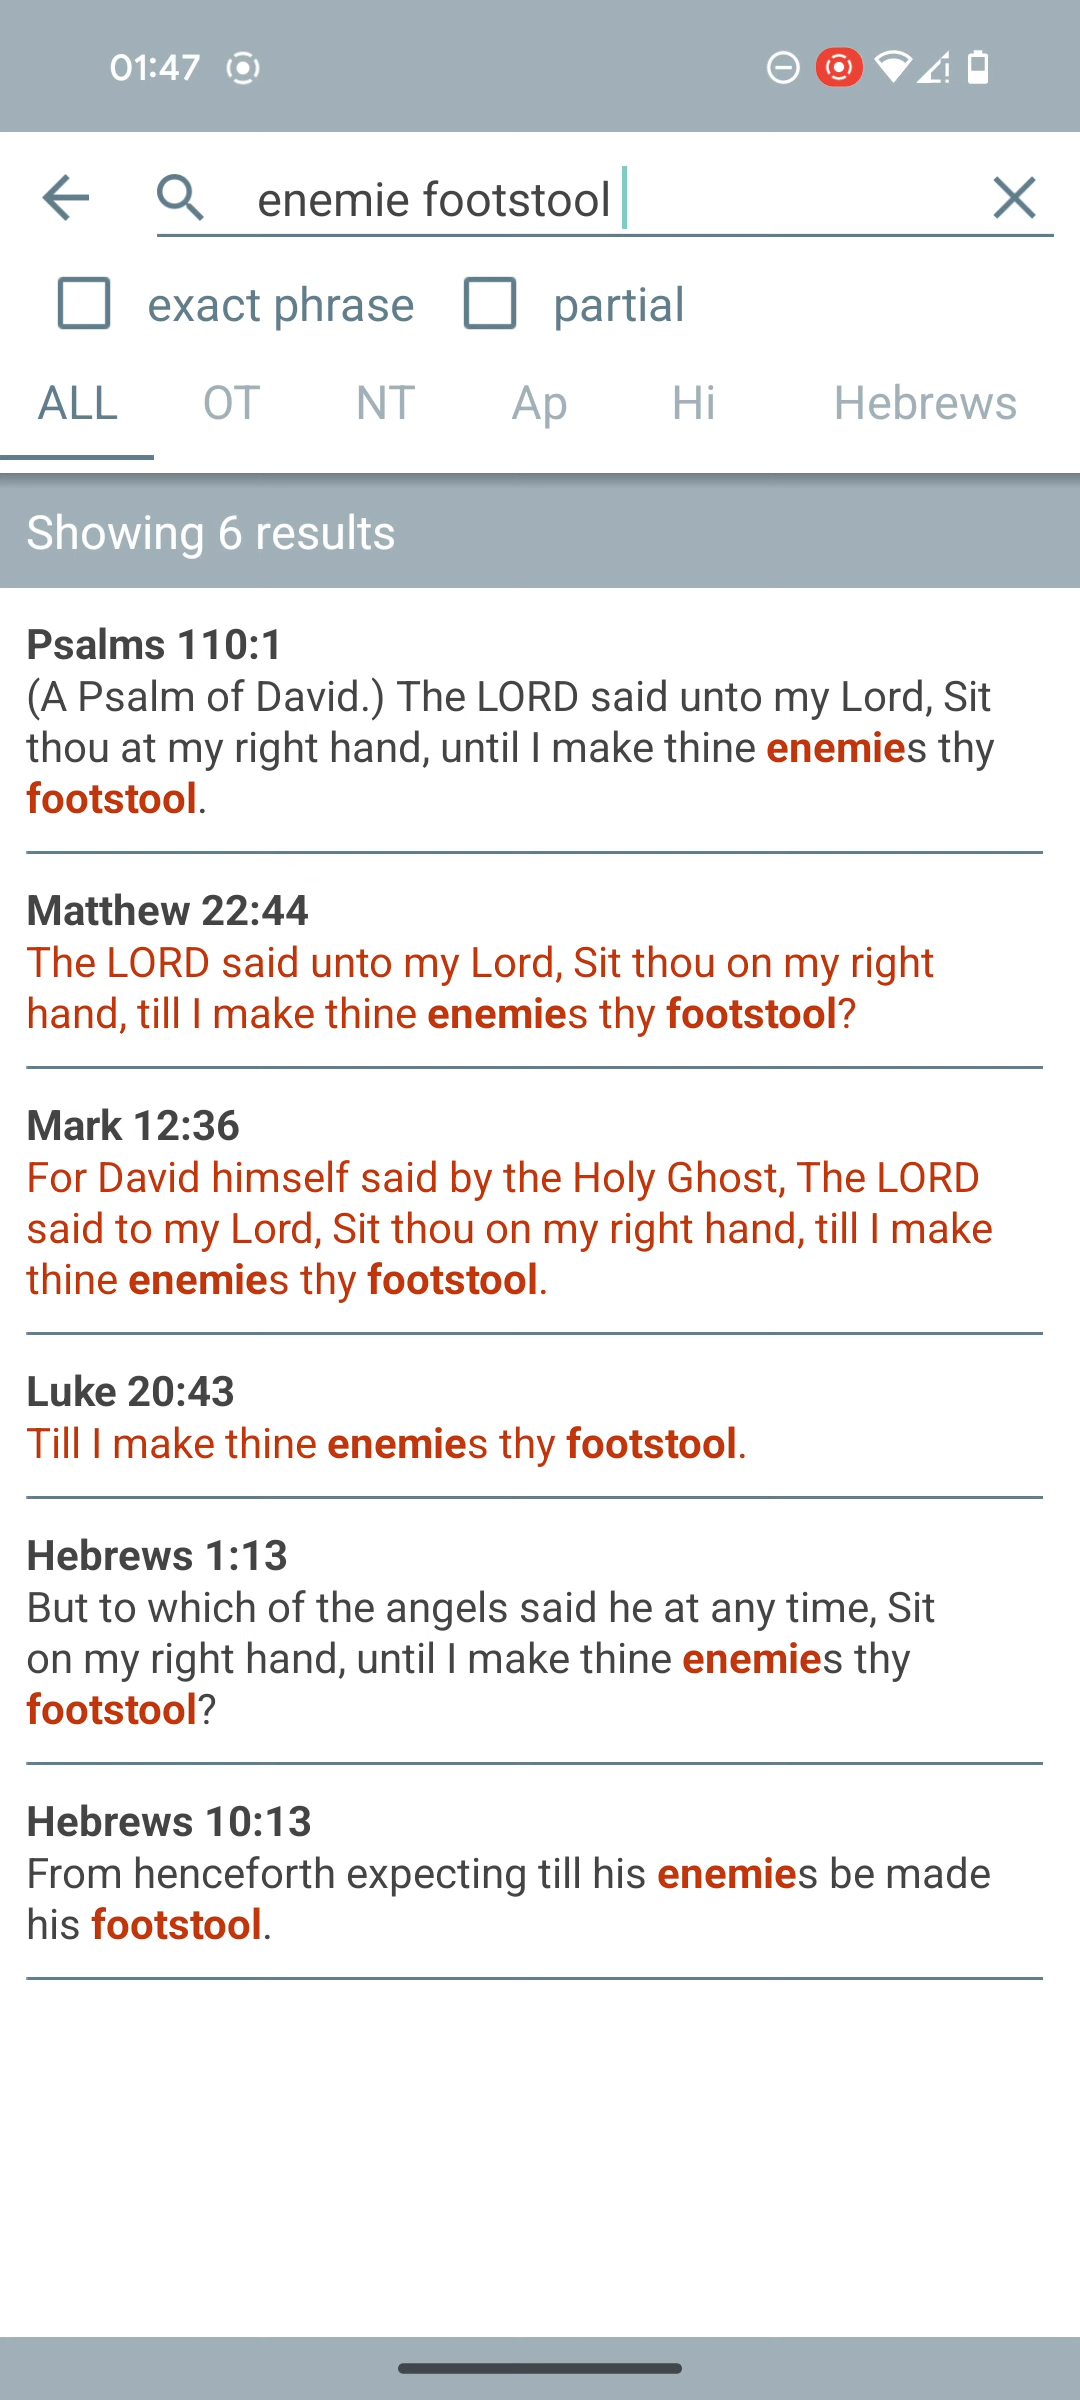 01:47
enemie footstool
exact phrase partial
ALL OT NT Ap Hi Hebrews
Showing 6 results
Psalms 110:1
(A Psalm of David.) The LORD said unto my Lord, Sit
thou at my right hand, until I make thine enemies thy
footstool.
Matthew 22:44
The LORD said unto my Lord, Sit thou on my right
hand, till I make thine enemies thy footstool?
Mark 12:36
For David himself said by the Holy Ghost, The LORD
said to my Lord, Sit thou on my right hand, till I make
thine enemies thy footstool.
Luke 20:43
Till I make thine enemies thy footstool.
Hebrews 1:13
But to which of the angels said he at any time, Sit
on my right hand, until I make thine enemies thy
footstool?
Hebrews 10:13
From henceforth expecting till his enemies be made
his footstool.